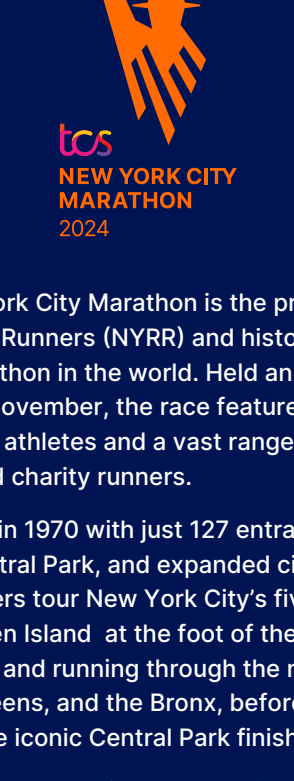 tcs
NEW YORK CITY
MARATHON
2024
ork City Marathon is the pr
Runners (NYRR) and histo
thon in the world. Held an
ovember, the race feature
athletes and a vast range
d charity runners.
in 1970 with just 127 entra
tral Park, and expanded ci
ers tour New York City's fiv
en Island at the foot of the
and running through the n
eens, and the Bronx, before
e iconic Central Park finish